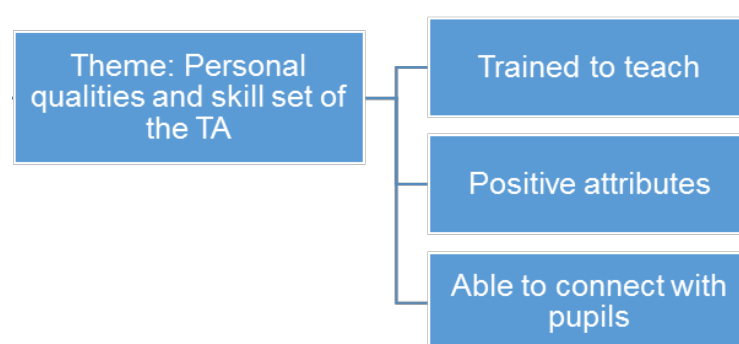 Theme: Personal
qualities and skill set of
the TA
Trained to teach
Positive attributes
Able to connect with
pupils